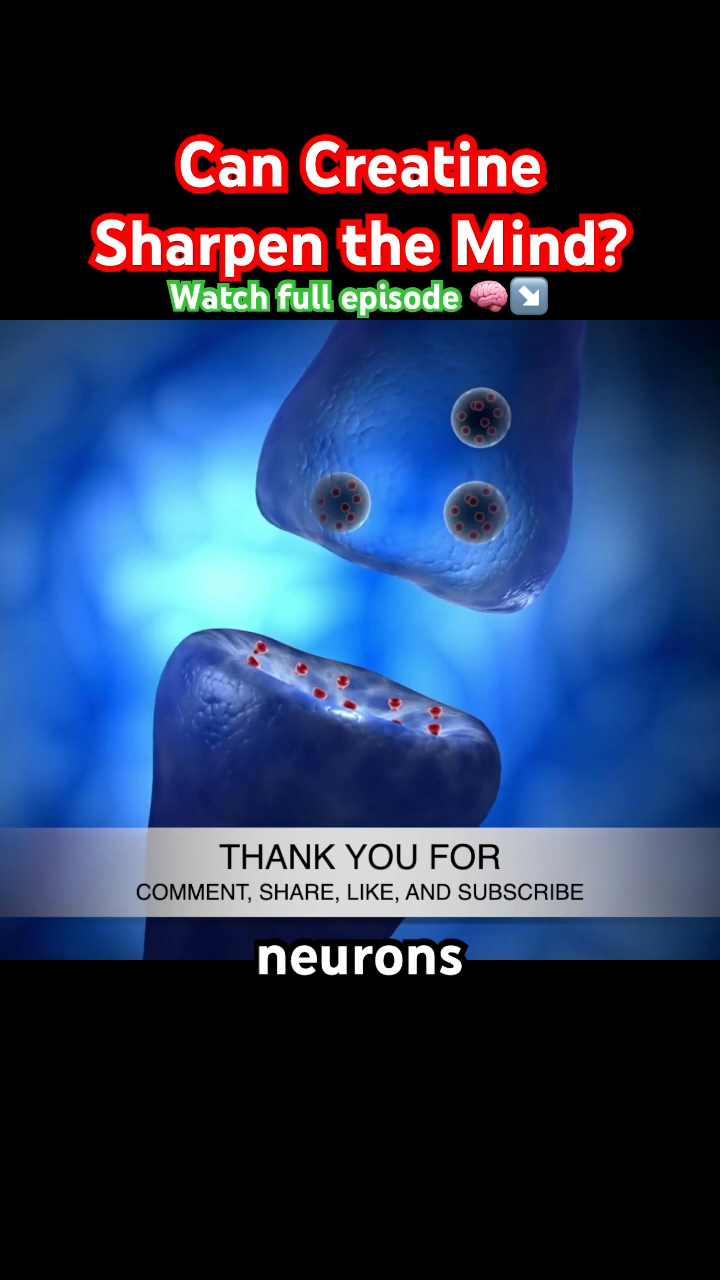 Can Creatine
Sharpen the Mind?
Watch full episode 🧠↘️
THANK YOU FOR
COMMENT, SHARE, LIKE, AND SUBSCRIBE
neurons